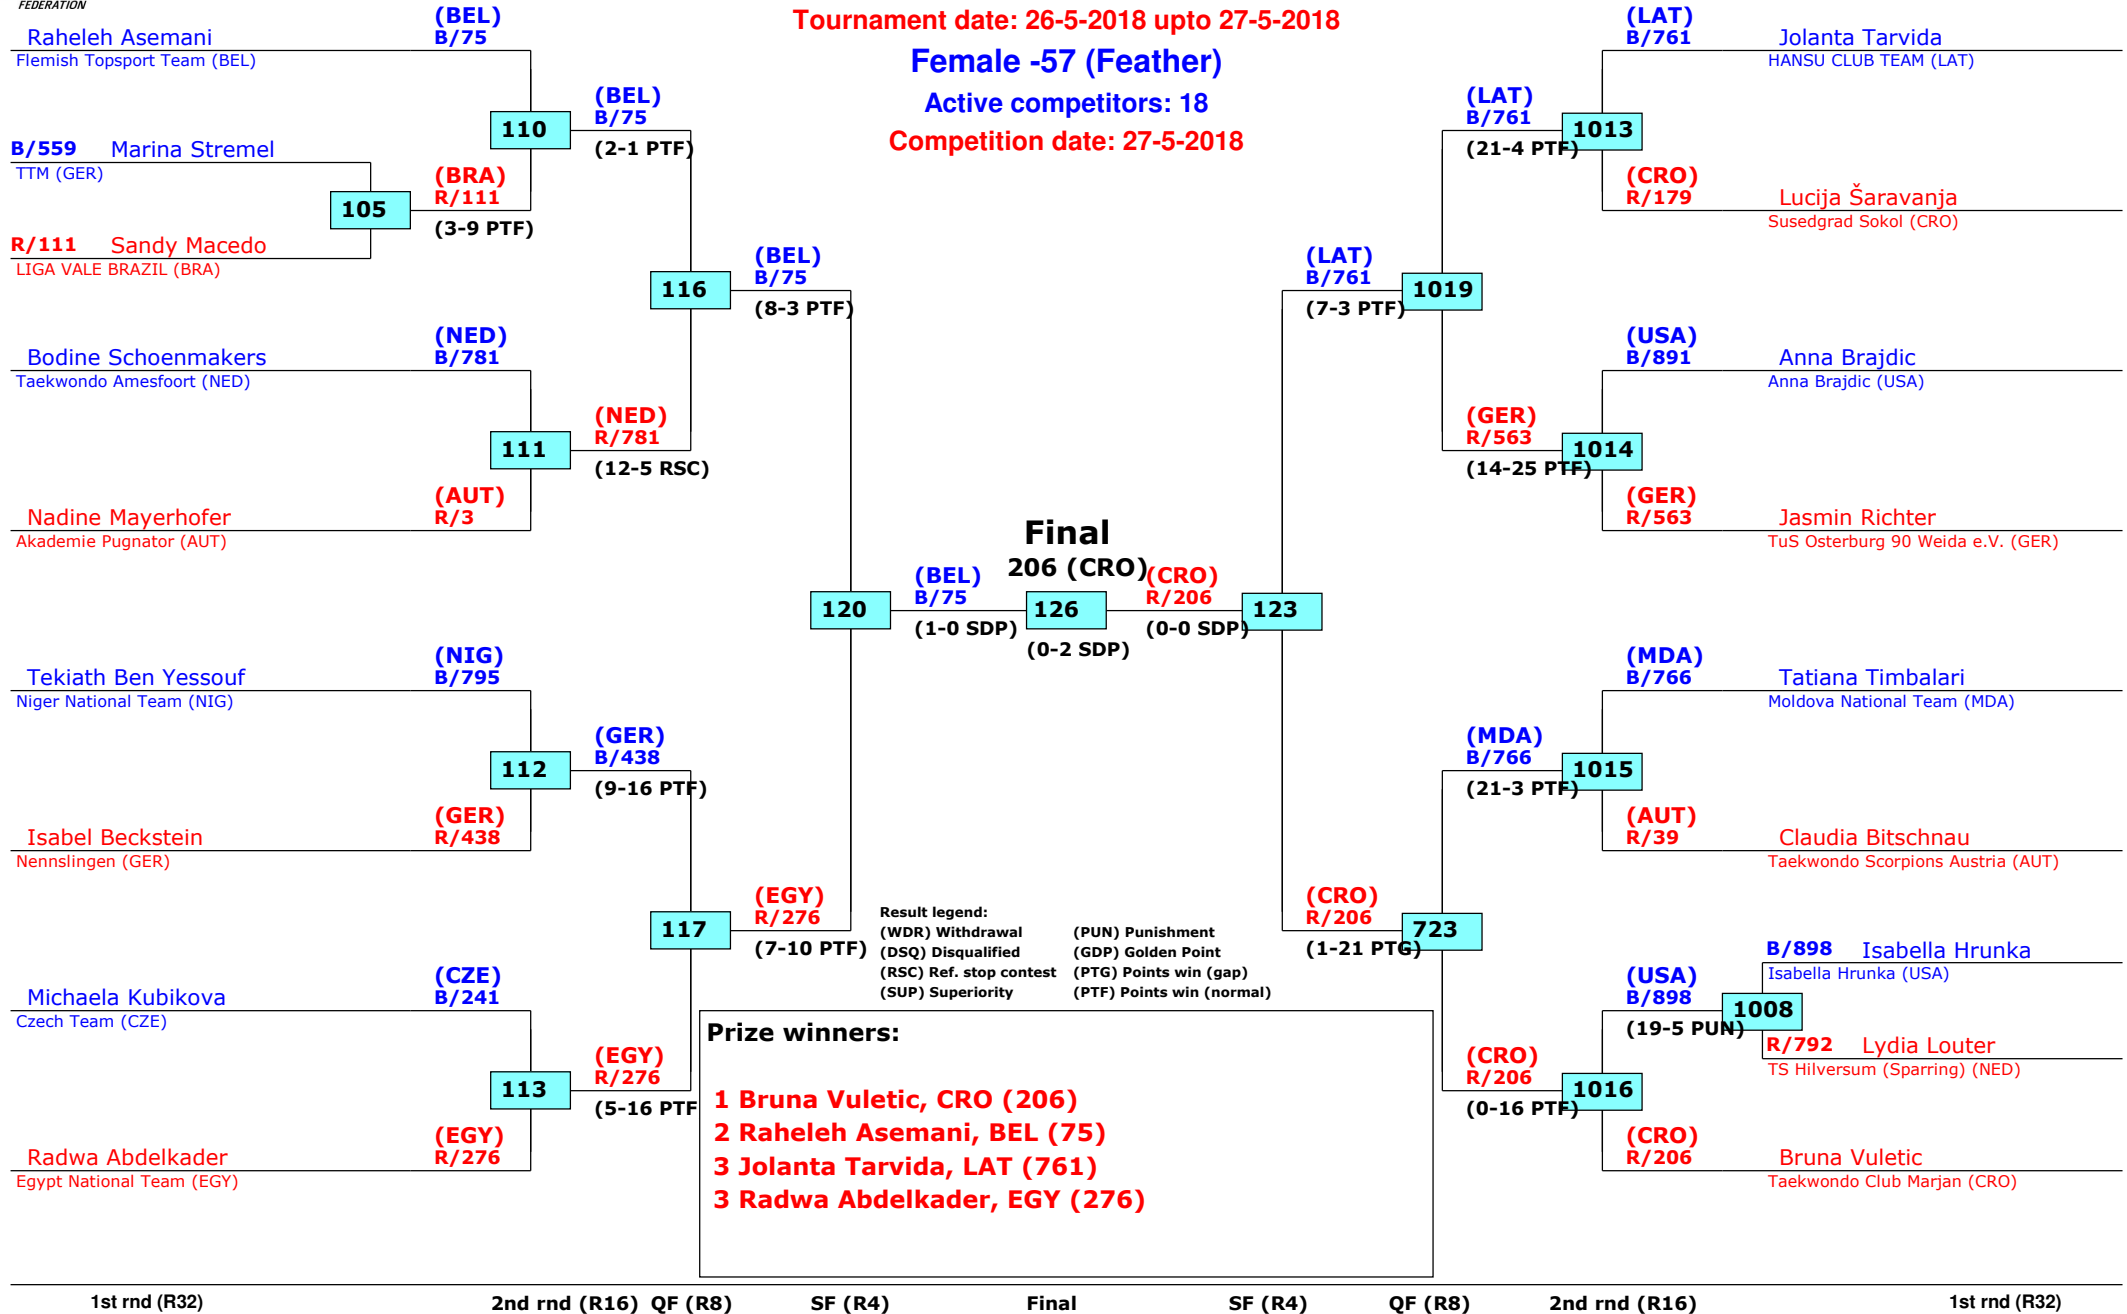 FEDERATION
Tournament date: 26-5-2018 upto 27-5-2018
Female -57 (Feather)
Active competitors: 18
Competition date: 27-5-2018
(BEL)
Raheleh Asemani B/75
Flemish Topsport Team (BEL)
110
(BEL)
B/75
(2-1 PTF)
B/559 Marina Stremel
TTM (GER)
105
(BRA)
R/111
(3-9 PTF)
R/111 Sandy Macedo
LIGA VALE BRAZIL (BRA)
116
(BEL)
B/75
(8-3 PTF)
(NED)
Bodine Schoenmakers B/781
Taekwondo Amesfoort (NED)
111
(NED)
R/781
(12-5 RSC)
(AUT)
Nadine Mayerhofer R/3
Akademie Pugnator (AUT)
120
(BEL)
B/75
(1-0 SDP)
(NIG)
Tekiath Ben Yessouf B/795
Niger National Team (NIG)
112
(GER)
B/438
(9-16 PTF)
(GER)
Isabel Beckstein R/438
Nennslingen (GER)
117
(EGY)
R/276
(7-10 PTF)
(CZE)
Michaela Kubikova B/241
Czech Team (CZE)
113
(EGY)
R/276
(5-16 PTF
(EGY)
Radwa Abdelkader R/276
Egypt National Team (EGY)
Final
206 (CRO)
126
(0-2 SDP)
(LAT)
B/761 Jolanta Tarvida
HANSU CLUB TEAM (LAT)
(LAT)
B/761
1013
(21-4 PTF)
(CRO)
R/179 Lucija Šaravanja
Susedgrad Sokol (CRO)
(LAT)
B/761
1019
(7-3 PTF)
(USA)
B/891 Anna Brajdic
Anna Brajdic (USA)
(GER)
R/563
1014
(14-25 PTF)
(GER)
R/563 Jasmin Richter
TuS Osterburg 90 Weida e.V. (GER)
(CRO)
R/206
123
(0-0 SDP)
(MDA)
B/766 Tatiana Timbalari
Moldova National Team (MDA)
(MDA)
B/766
1015
(21-3 PTF)
(AUT)
R/39 Claudia Bitschnau
Taekwondo Scorpions Austria (AUT)
(CRO)
R/206
723
(1-21 PTG)
B/898 Isabella Hrunka
Isabella Hrunka (USA)
(USA)
B/898
1008
(19-5 PUN)
R/792 Lydia Louter
TS Hilversum (Sparring) (NED)
(CRO)
R/206
1016
(0-16 PTF)
(CRO)
R/206 Bruna Vuletic
Taekwondo Club Marjan (CRO)
Result legend:
(WDR) Withdrawal (PUN) Punishment
(DSQ) Disqualified (GDP) Golden Point
(RSC) Ref. stop contest (PTG) Points win (gap)
(SUP) Superiority (PTF) Points win (normal)
Prize winners:
1 Bruna Vuletic, CRO (206)
2 Raheleh Asemani, BEL (75)
3 Jolanta Tarvida, LAT (761)
3 Radwa Abdelkader, EGY (276)
1st rnd (R32) 2nd rnd (R16) QF (R8) SF (R4) Final SF (R4) QF (R8) 2nd rnd (R16) 1st rnd (R32)